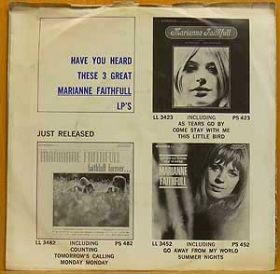 HAVE YOU HEARD
THESE 3 GREAT
MARIANNE FAITHFULL
LP'S
Marianne Faithfull
LL 3423 INCLUDING PS 423
AS TEARS GO BY
COME STAY WITH ME
THIS LITTLE BIRD
JUST RELEASED
MARIANNE FAITHFULL
faithfull forever...
LL 3482 INCLUDING PS 482
COUNTING
TOMORROW'S CALLING
MONDAY MONDAY
MARIANNE
FAITHFULL
LL 3452 INCLUDING PS 452
GO AWAY FROM MY WORLD
SUMMER NIGHTS